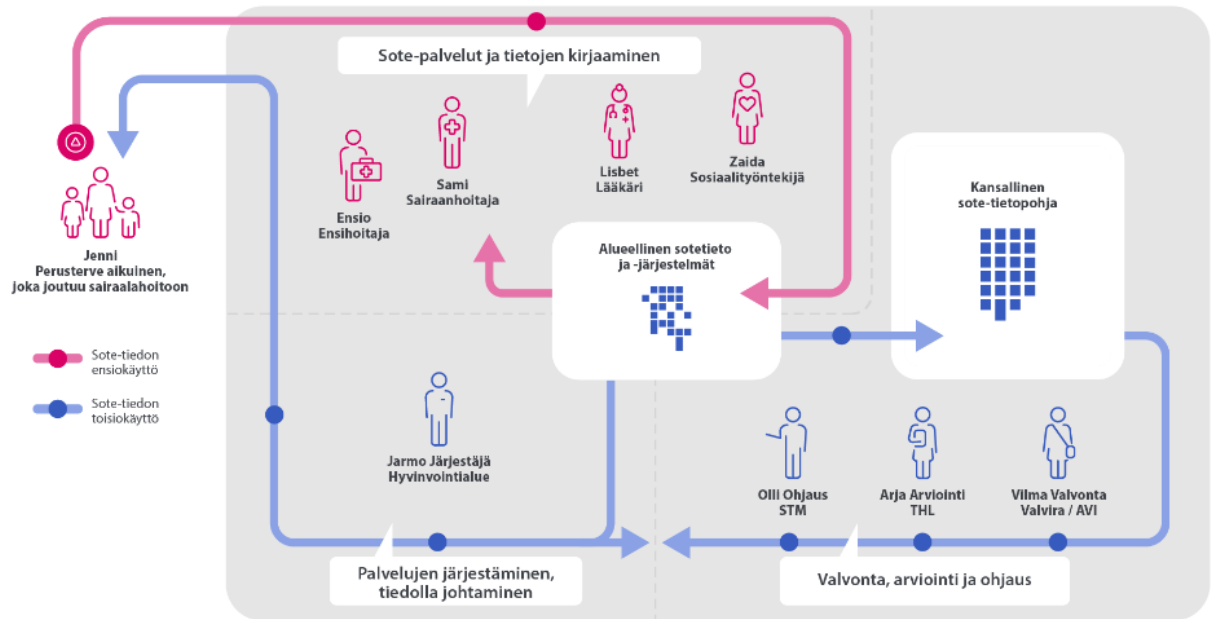 Sote-palvelut ja tietojen kirjaaminen
Ensio
Ensihoitaja
Sami
Sairaanhoitaja
Lisbet
Lääkäri
Zaida
Sosiaalityöntekijä
Jenni
Perusterve aikuinen,
joka joutuu sairaalahoitoon
Alueellinen sotetieto
ja -järjestelmät
Kansallinen
sote-tietopohja
Sote-tiedon
ensiokäyttö
Sote-tiedon
toisiokäyttö
Jarmo Järjestäjä
Hyvinvointialue
Olli Ohjaus
STM
Arja Arviointi
THL
Vilma Valvonta
Valvira / AVI
Palvelujen järjestäminen,
tiedolla johtaminen
Valvonta, arviointi ja ohjaus